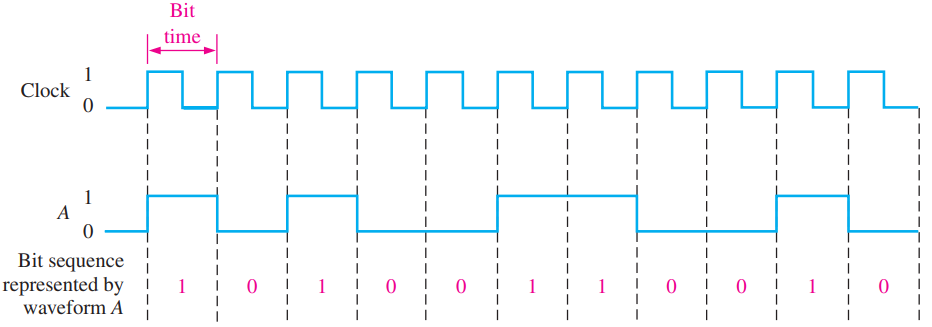 Bit
time
1
Clock
0
1
A
0
Bit sequence
represented by
waveform A
1 0 1 0 0 1 1 0 0 1 0